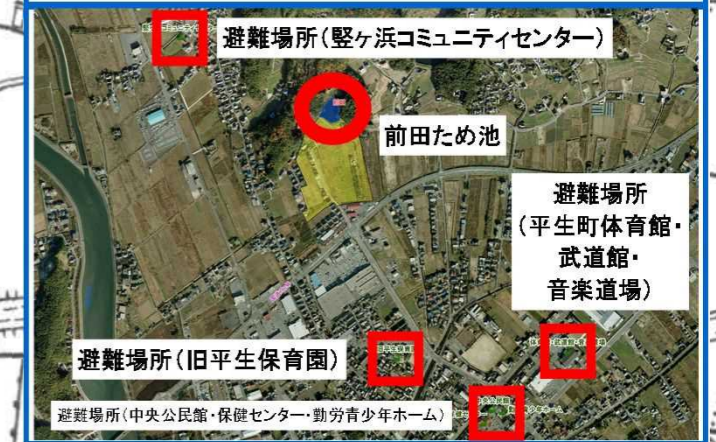 避難場所(竪ヶ浜コミュニティセンター)
前田ため池
避難場所
(平生町体育館・
武道館・
音楽道場)
避難場所(旧平生保育園)
避難場所(中央公民館・保健センター・勤労青少年ホーム)